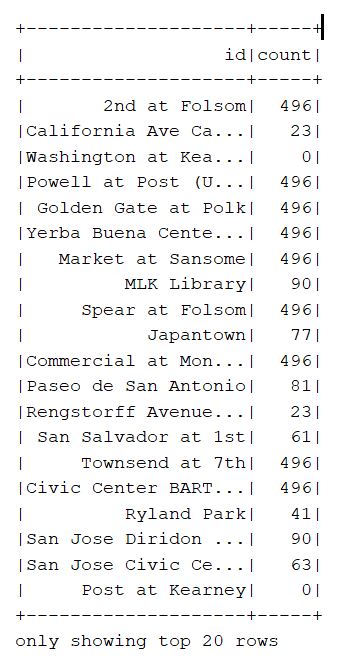 +--------------------+-----+
|                  id|count|
+--------------------+-----+
|       2nd at Folsom|  496|
|California Ave Ca...|   23|
|Washington at Kea...|    0|
|Powell at Post (U...|  496|
| Golden Gate at Polk|  496|
|Yerba Buena Cente...|  496|
|   Market at Sansome|  496|
|         MLK Library|   90|
|     Spear at Folsom|  496|
|           Japantown|   77|
|Commercial at Mon...|  496|
|Paseo de San Antonio|   81|
|Rengstorff Avenue...|   23|
| San Salvador at 1st|   61|
|     Townsend at 7th|  496|
|Civic Center BART...|  496|
|         Ryland Park|   41|
|San Jose Diridon ...|   90|
|San Jose Civic Ce...|   63|
|     Post at Kearney|    0|
+--------------------+-----+
only showing top 20 rows